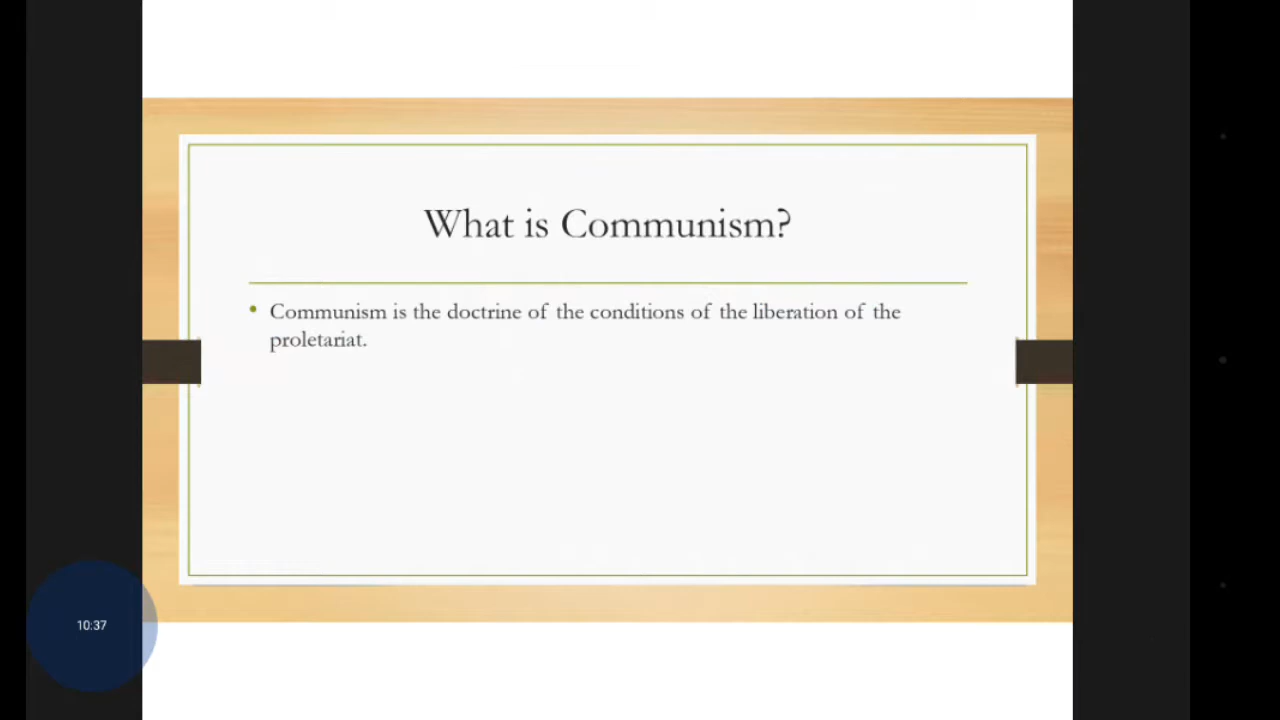 What is Communism?
• Communism is the doctrine of the conditions of the liberation of the
proletariat.
10:37